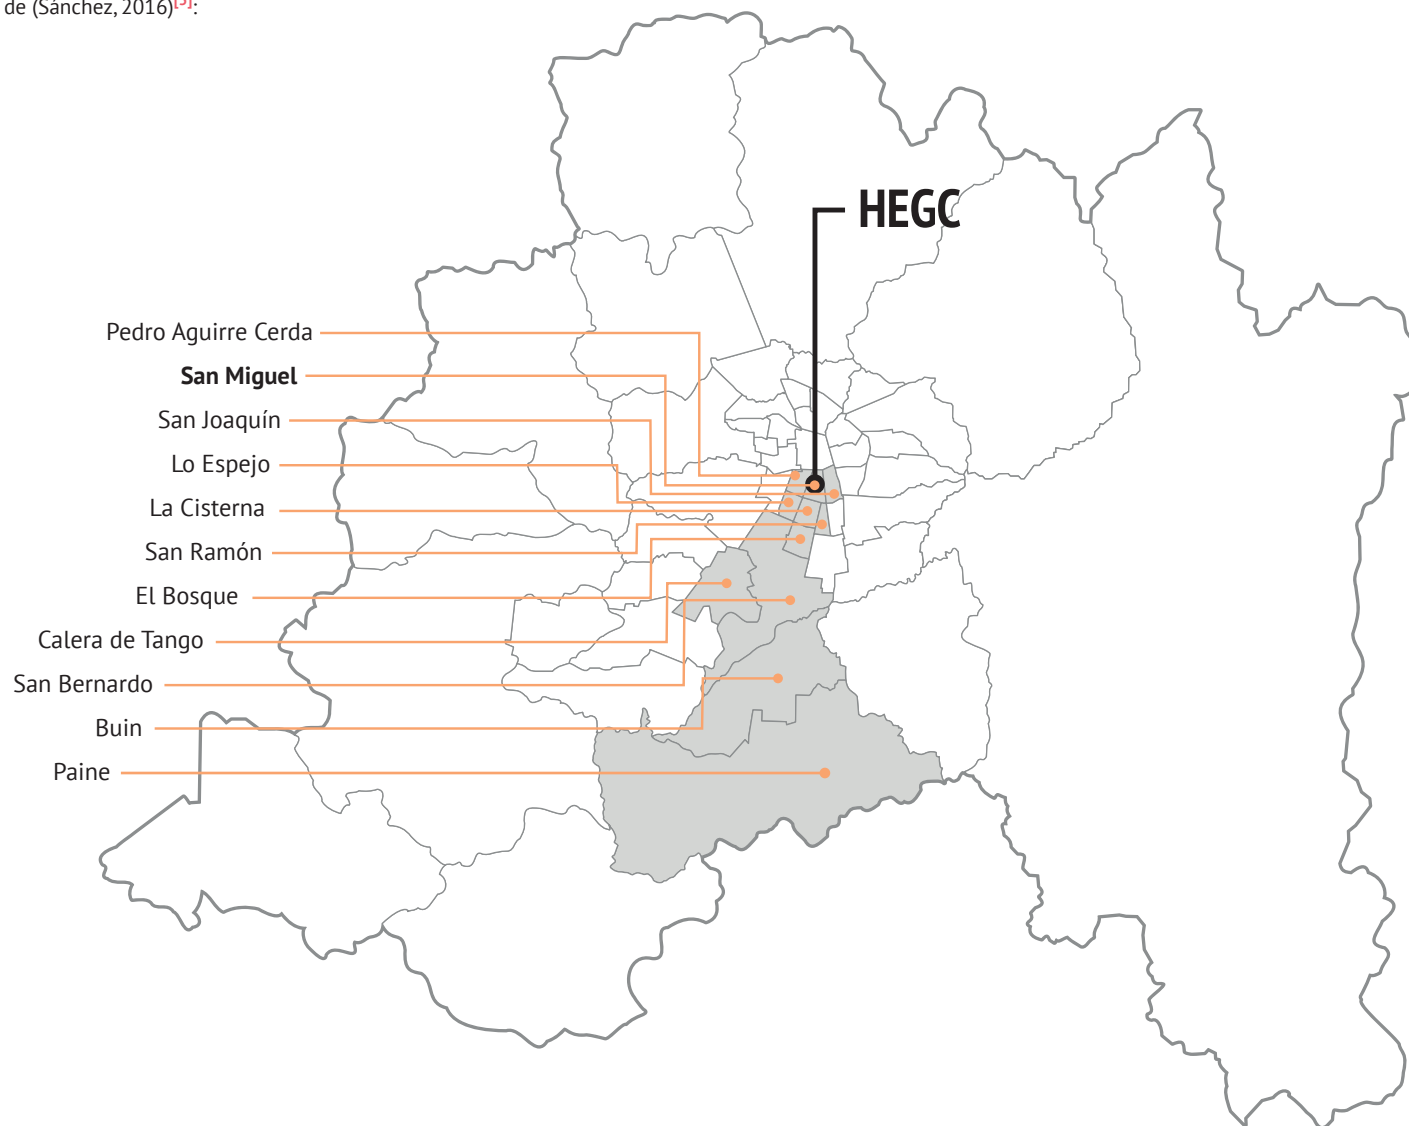 de (Sánchez, 2016)[3]:
HEGC
Pedro Aguirre Cerda
San Miguel
San Joaquín
Lo Espejo
La Cisterna
San Ramón
El Bosque
Calera de Tango
San Bernardo
Buin
Paine